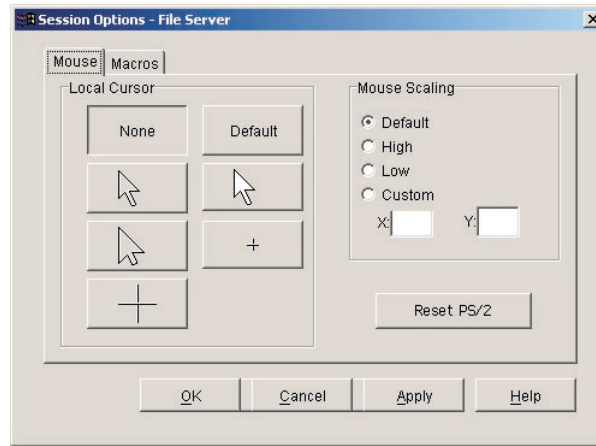 Session Options - File Server
Mouse Macros
Local Cursor
None Default
Mouse Scaling
Default
High
Low
Custom
X: Y:
Reset PS/2
OK Cancel Apply Help